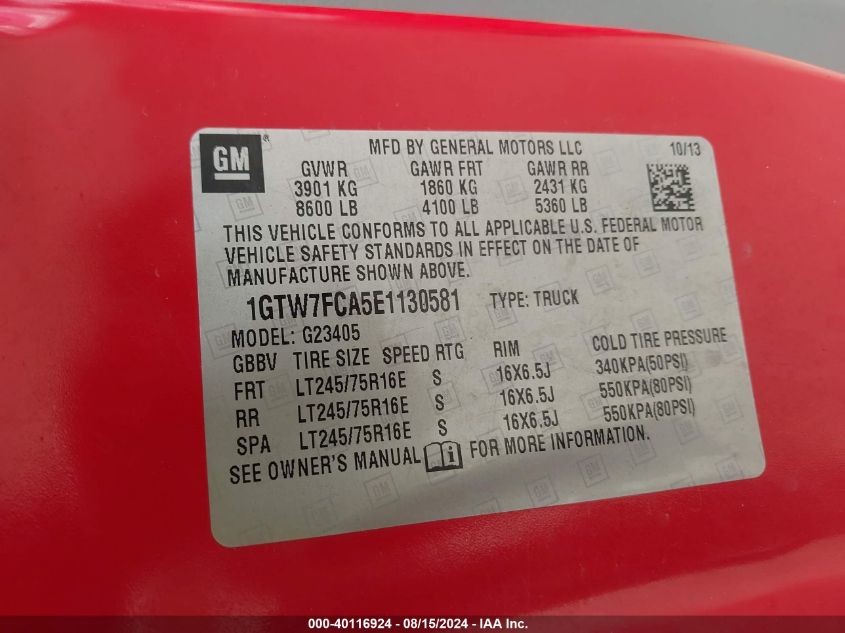 GM ® MFD BY GENERAL MOTORS LLC 10/13
GVWR GAWR FRT GAWR RR
3901 KG 1860 KG 2431 KG
8600 LB 4100 LB 5360 LB
THIS VEHICLE CONFORMS TO ALL APPLICABLE U.S. FEDERAL MOTOR
VEHICLE SAFETY STANDARDS IN EFFECT ON THE DATE OF
MANUFACTURE SHOWN ABOVE.
1GTW7FCA5E1130581 TYPE: TRUCK
MODEL: G23405
GBBV TIRE SIZE SPEED RTG RIM COLD TIRE PRESSURE
FRT LT245/75R16E S 16X6.5J 340KPA(50PSI)
RR LT245/75R16E S 16X6.5J 550KPA(80PSI)
SPA LT245/75R16E S 16X6.5J 550KPA(80PSI)
SEE OWNER'S MANUAL i FOR MORE INFORMATION.
000-40116924 - 08/15/2024 - IAA Inc.